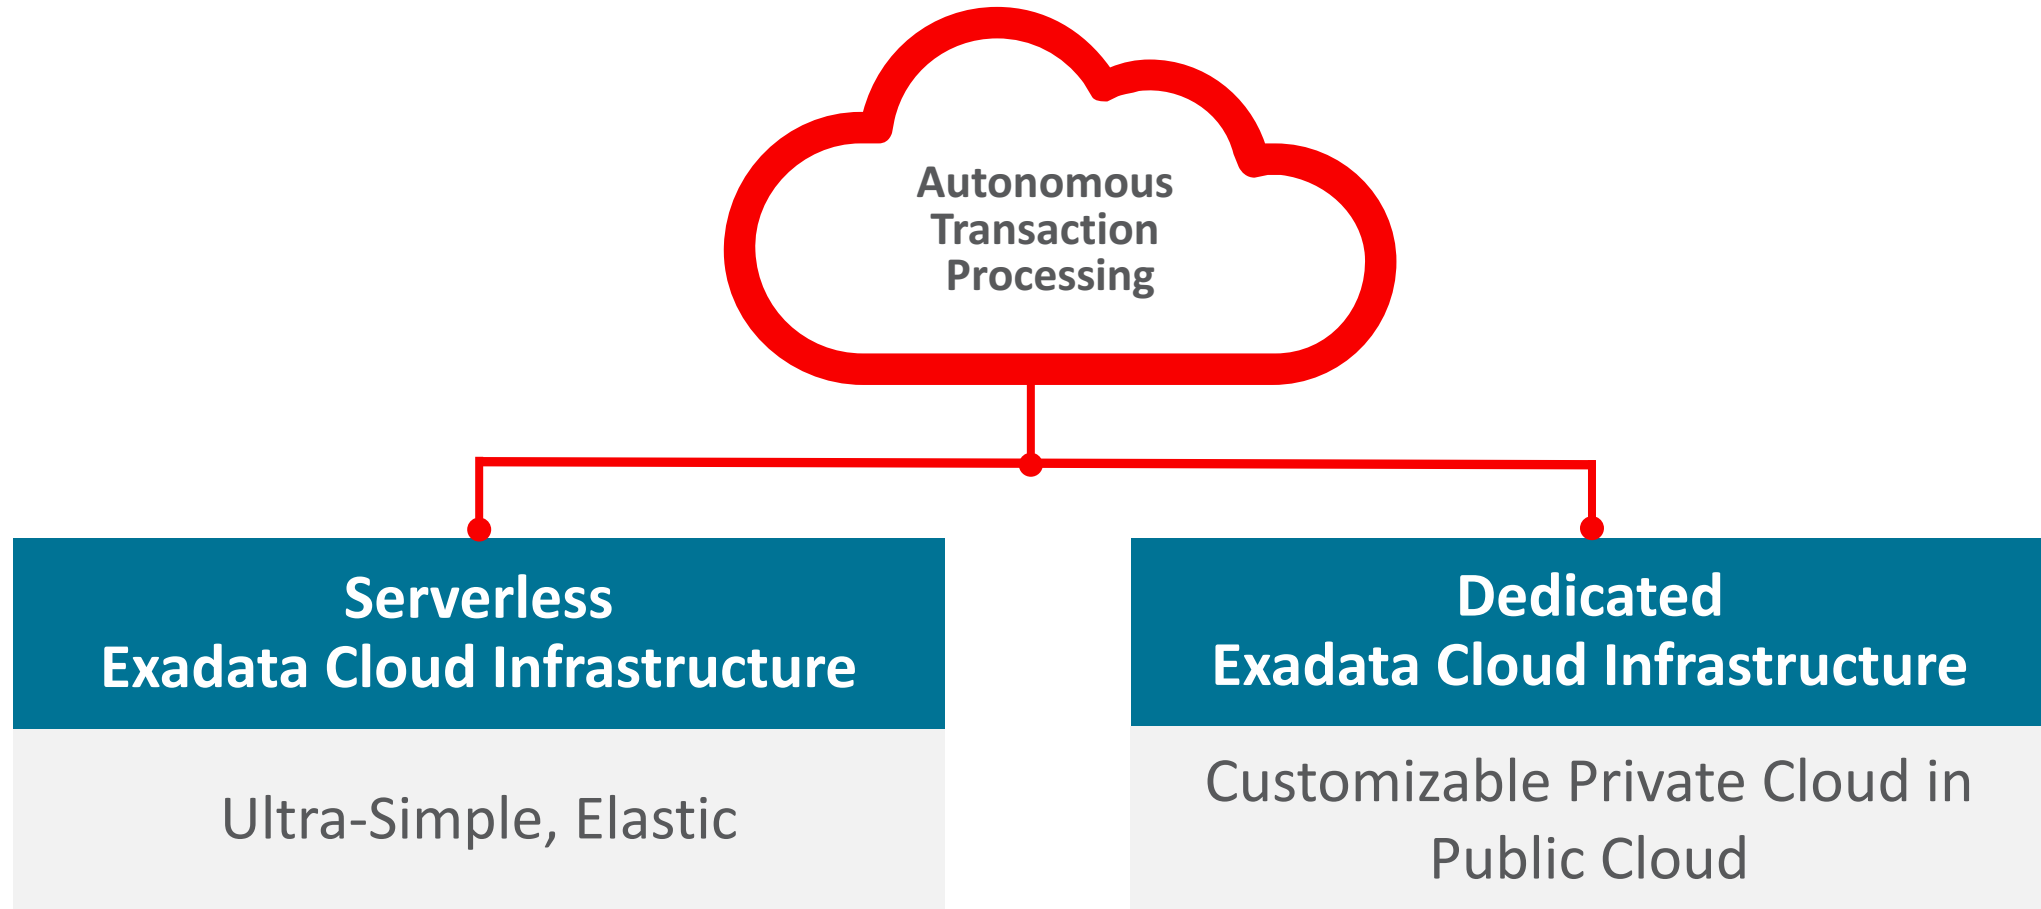 Autonomous
Transaction
Processing
Serverless
Exadata Cloud Infrastructure
Ultra-Simple, Elastic
Dedicated
Exadata Cloud Infrastructure
Customizable Private Cloud in
Public Cloud